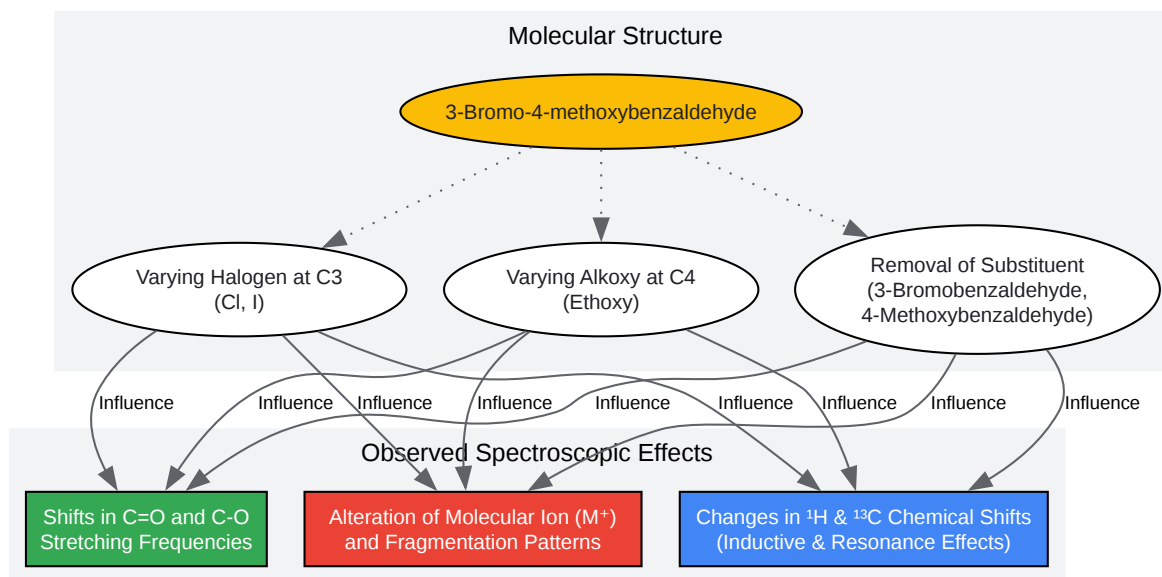 Molecular Structure
3-Bromo-4-methoxybenzaldehyde
Varying Halogen at C3
(Cl, I)
Varying Alkoxy at C4
(Ethoxy)
Removal of Substituent
(3-Bromobenzaldehyde,
4-Methoxybenzaldehyde)
Influence
Influence
Influence
Influence
Influence
Influence
Influence
Influence
Influence
Observed Spectroscopic Effects
Shifts in C=O and C-O
Stretching Frequencies
Alteration of Molecular Ion (M⁺)
and Fragmentation Patterns
Changes in ¹H & ¹³C Chemical Shifts
(Inductive & Resonance Effects)